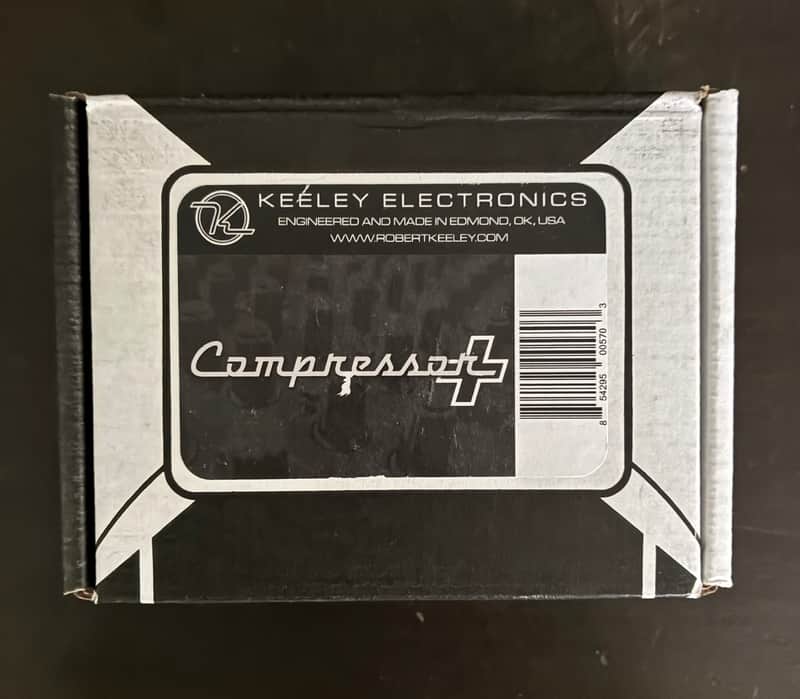 K
KEELEY ELECTRONICS
ENGINEERED AND MADE IN EDMOND, OK, USA
WWW.ROBERTKEELEY.COM
Compressor+
8 54295 00570 3